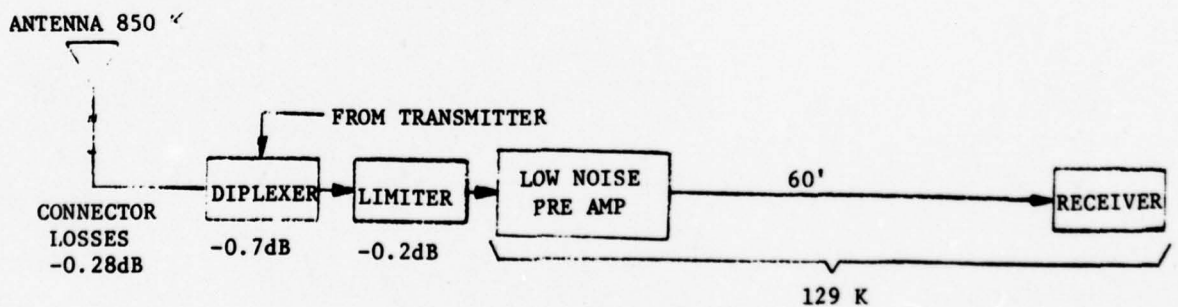 ANTENNA 850
FROM TRANSMITTER
DIPLEXER
LIMITER
LOW NOISE
PRE AMP
60'
RECEIVER
CONNECTOR
LOSSES
-0.28dB
-0.7dB
-0.2dB
129 K